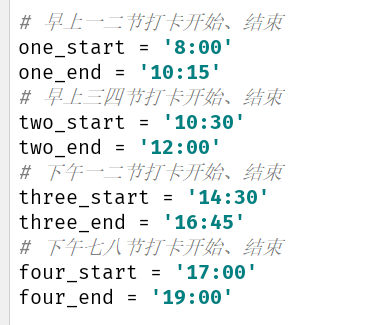 # 早上一二节打卡开始、结束
one_start = '8:00'
one_end = '10:15'
# 早上三四节打卡开始、结束
two_start = '10:30'
two_end = '12:00'
# 下午一二节打卡开始、结束
three_start = '14:30'
three_end = '16:45'
# 下午七八节打卡开始、结束
four_start = '17:00'
four_end = '19:00'